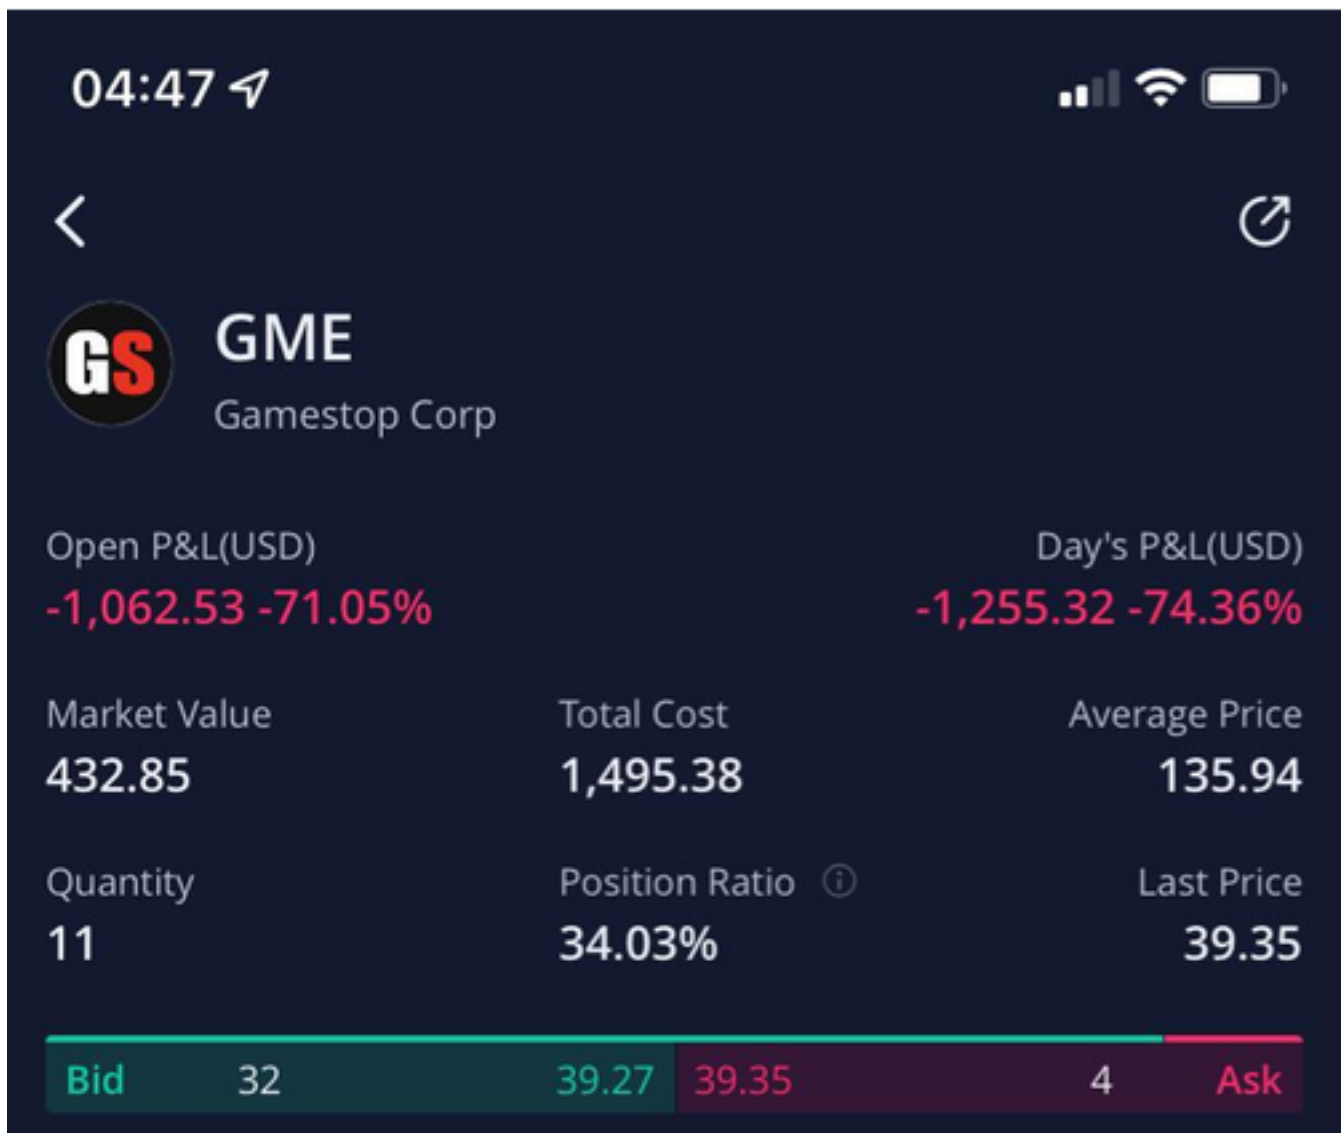 04:47
GS
GME
Gamestop Corp
Open P&L(USD) Day's P&L(USD)
-1,062.53 -71.05% -1,255.32 -74.36%
Market Value Total Cost Average Price
432.85 1,495.38 135.94
Quantity Position Ratio Last Price
11 34.03% 39.35
Bid 32 39.27 39.35 4 Ask